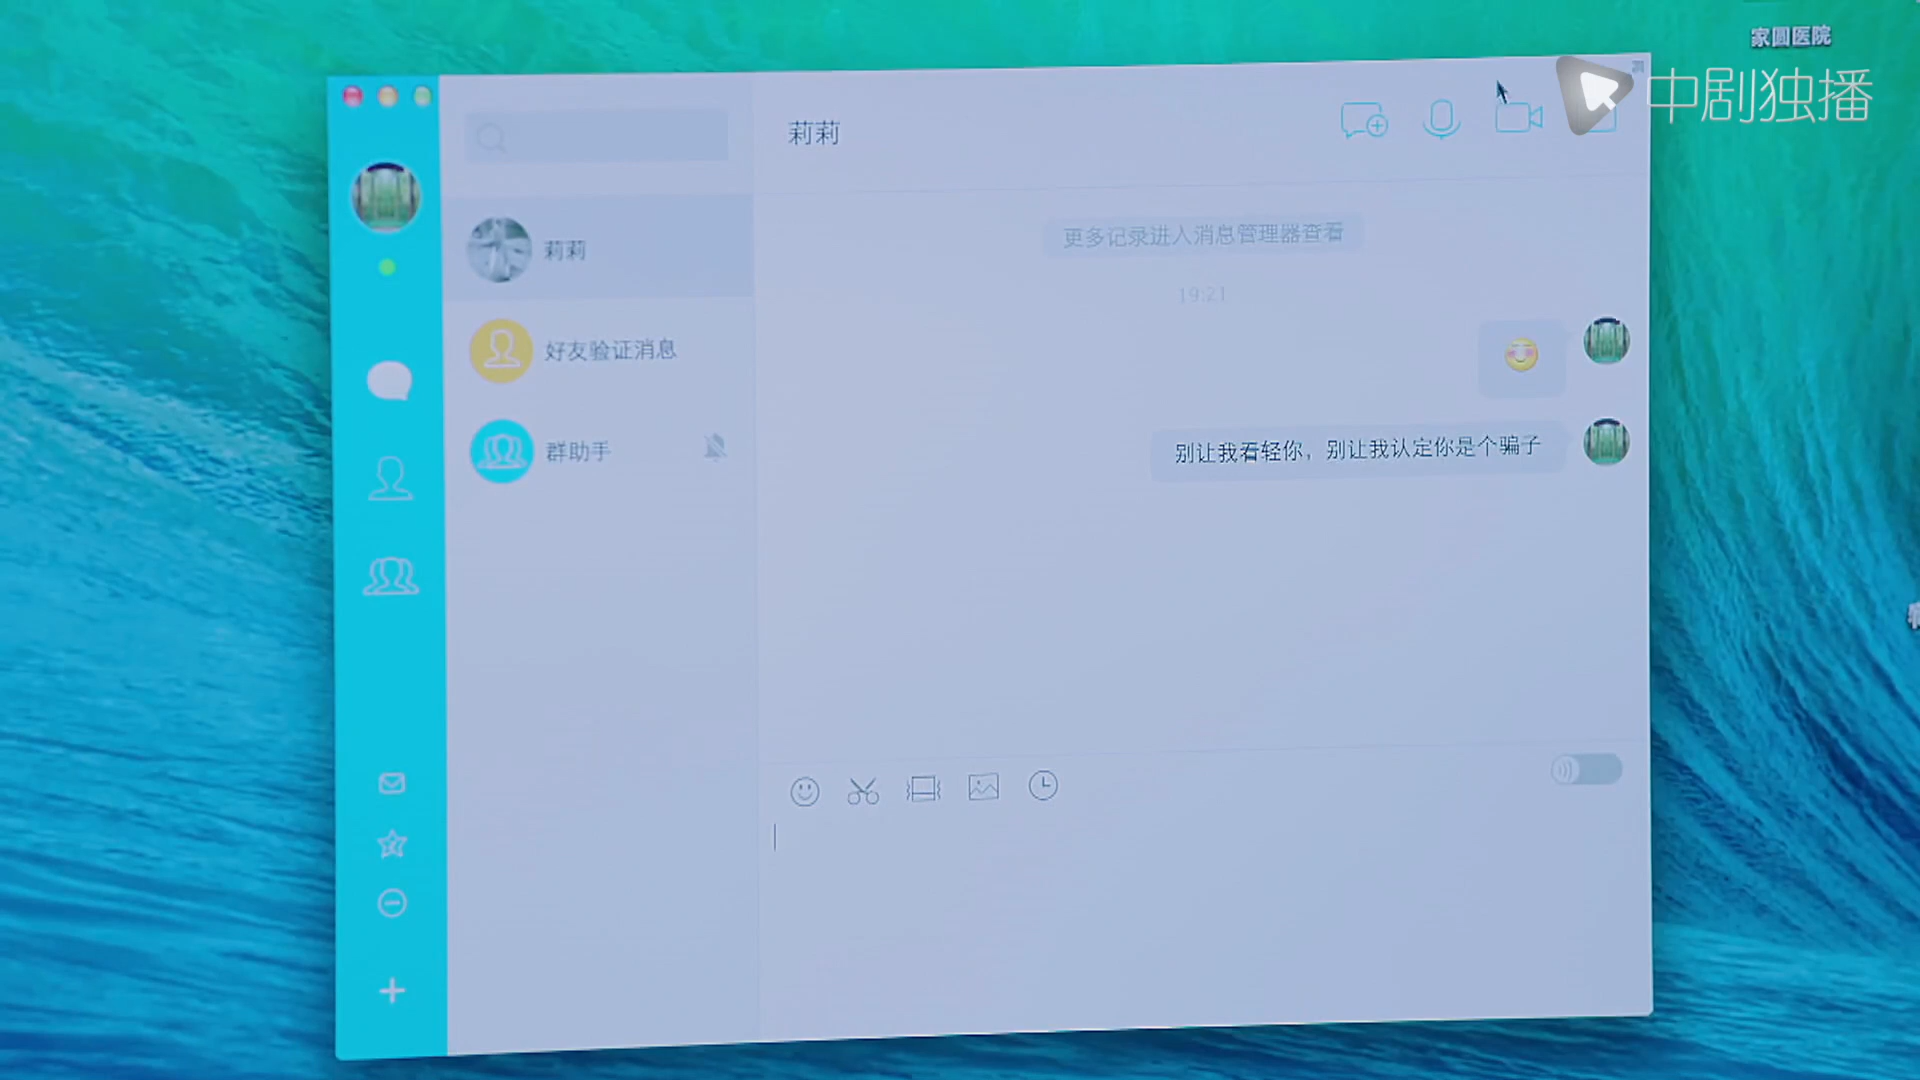 家圆医院
中剧独播
莉莉
莉莉
好友验证消息
群助手
更多记录进入消息管理器查看
19:21
别让我看轻你，别让我认定你是个骗子